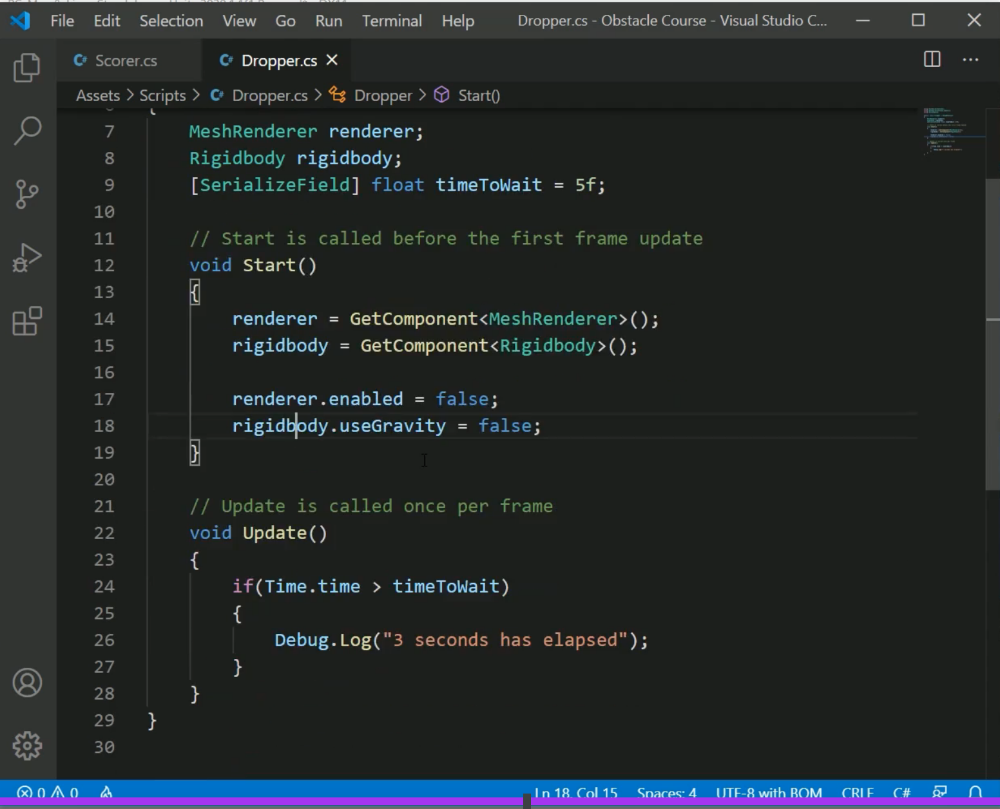 File Edit Selection View Go Run Terminal Help Dropper.cs - Obstacle Course - Visual Studio C...
Scorer.cs Dropper.cs
Assets > Scripts > Dropper.cs > Dropper > Start()
{
7 MeshRenderer renderer;
8 Rigidbody rigidbody;
9 [SerializeField] float timeToWait = 5f;
10
11 // Start is called before the first frame update
12 void Start()
13 {
14 renderer = GetComponent<MeshRenderer>();
15 rigidbody = GetComponent<Rigidbody>();
16
17 renderer.enabled = false;
18 rigidbody.useGravity = false;
19 }
20
21 // Update is called once per frame
22 void Update()
23 {
24 if(Time.time > timeToWait)
25 {
26 Debug.Log("3 seconds has elapsed");
27 }
28 }
29 }
30
0 0 Ln 18, Col 15 Spaces: 4 UTF-8 with BOM CRLF C#